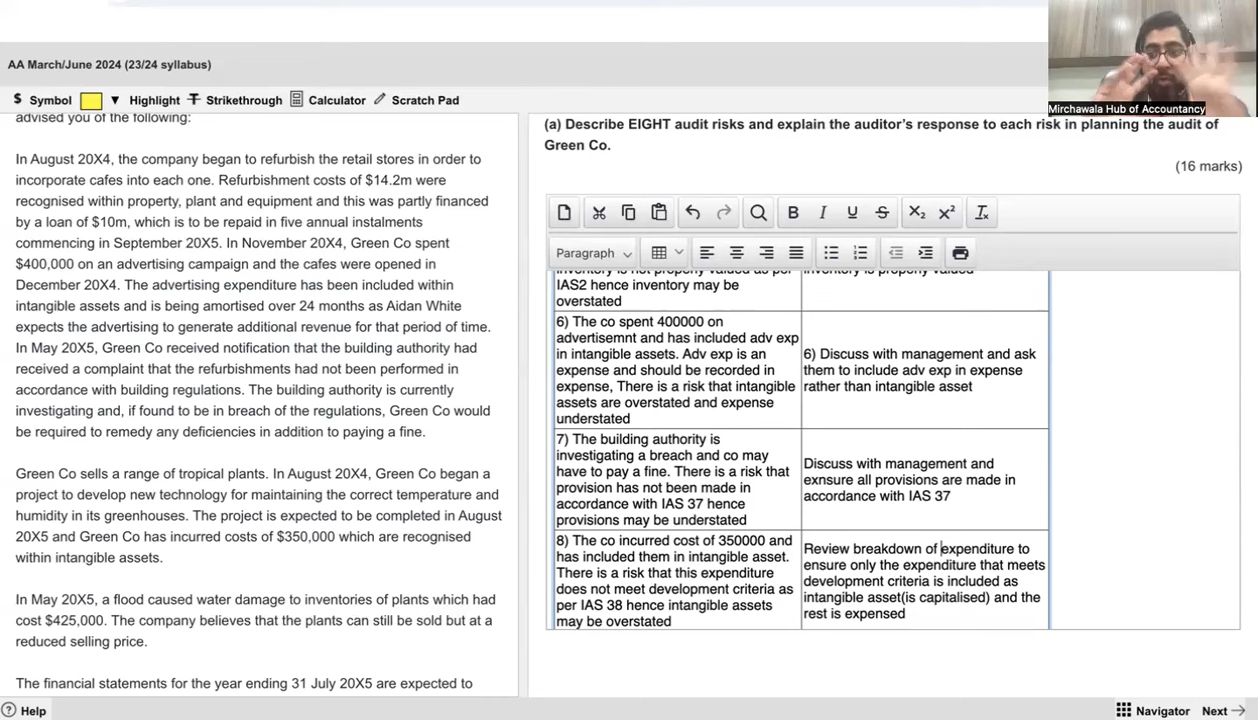 AA March/June 2024 (23/24 syllabus)
$ Symbol ▼ Highlight T Strikethrough Calculator Scratch Pad
Mirchawala Hub of Accountancy
advised you of the following:
In August 20X4, the company began to refurbish the retail stores in order to
incorporate cafes into each one. Refurbishment costs of $14.2m were
recognised within property, plant and equipment and this was partly financed
by a loan of $10m, which is to be repaid in five annual instalments
commencing in September 20X5. In November 20X4, Green Co spent
$400,000 on an advertising campaign and the cafes were opened in
December 20X4. The advertising expenditure has been included within
intangible assets and is being amortised over 24 months as Aidan White
expects the advertising to generate additional revenue for that period of time.
In May 20X5, Green Co received notification that the building authority had
received a complaint that the refurbishments had not been performed in
accordance with building regulations. The building authority is currently
investigating and, if found to be in breach of the regulations, Green Co would
be required to remedy any deficiencies in addition to paying a fine.
Green Co sells a range of tropical plants. In August 20X4, Green Co began a
project to develop new technology for maintaining the correct temperature and
humidity in its greenhouses. The project is expected to be completed in August
20X5 and Green Co has incurred costs of $350,000 which are recognised
within intangible assets.
In May 20X5, a flood caused water damage to inventories of plants which had
cost $425,000. The company believes that the plants can still be sold but at a
reduced selling price.
The financial statements for the year ending 31 July 20X5 are expected to
(a) Describe EIGHT audit risks and explain the auditor's response to each risk in planning the audit of
Green Co.
(16 marks)
B I U S X₂ X² Tx
Paragraph
inventory is not properly valued as per
IAS2 hence inventory may be
overstated
inventory is properly valued
6) The co spent 400000 on
advertisemnt and has included adv exp
in intangible assets. Adv exp is an
expense and should be recorded in
expense, There is a risk that intangible
assets are overstated and expense
understated
6) Discuss with management and ask
them to include adv exp in expense
rather than intangible asset
7) The building authority is
investigating a breach and co may
have to pay a fine. There is a risk that
provision has not been made in
accordance with IAS 37 hence
provisions may be understated
Discuss with management and
exnsure all provisions are made in
accordance with IAS 37
8) The co incurred cost of 350000 and
has included them in intangible asset.
There is a risk that this expenditure
does not meet development criteria as
per IAS 38 hence intangible assets
may be overstated
Review breakdown of expenditure to
ensure only the expenditure that meets
development criteria is included as
intangible asset(is capitalised) and the
rest is expensed
? Help
Navigator Next